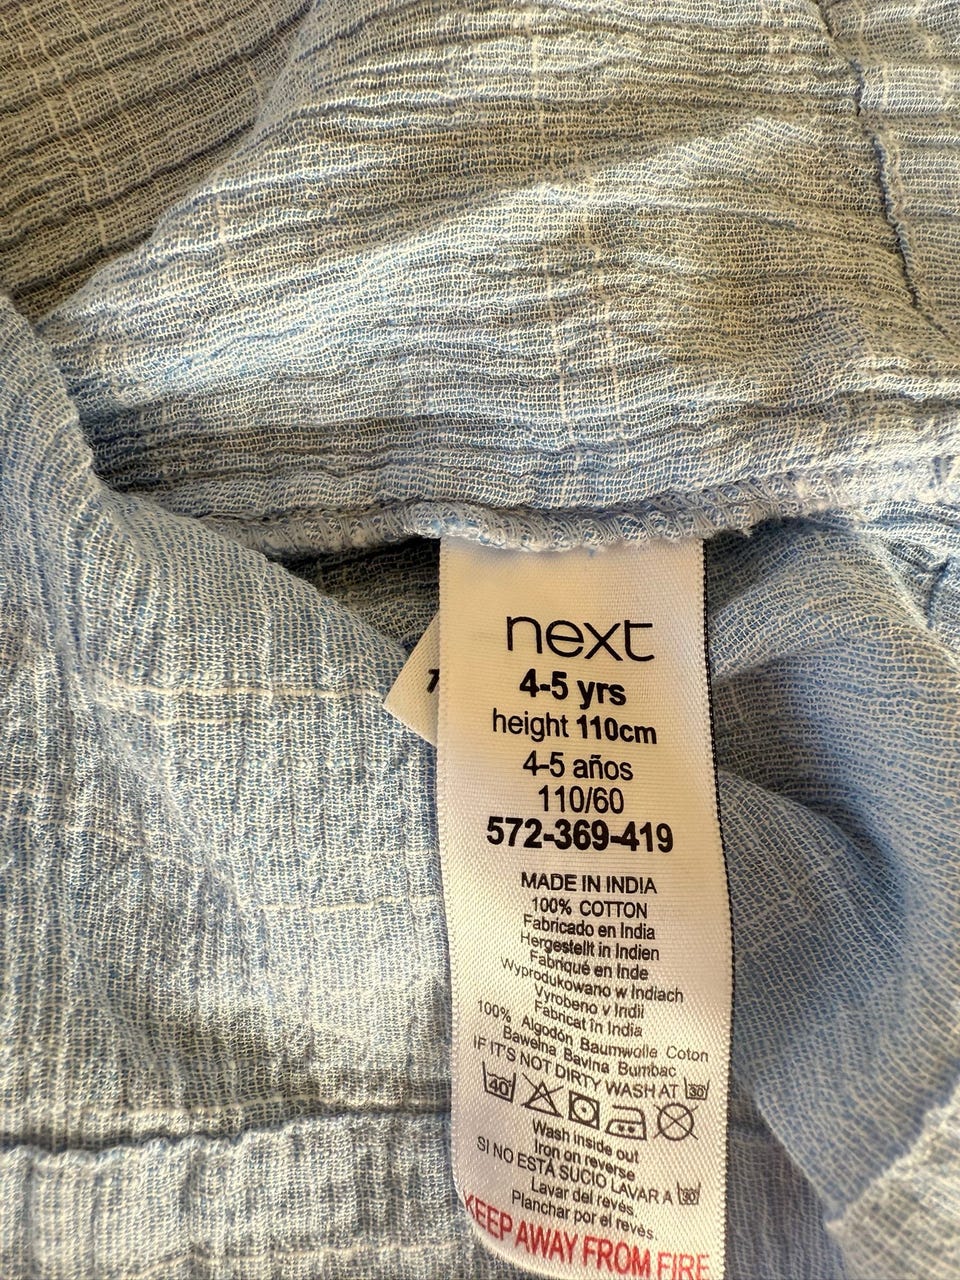 next
4-5 yrs
height 110cm
4-5 años
110/60
572-369-419
MADE IN INDIA
100% COTTON
Fabricado en India
Hergestellt in Indien
Fabriqué en Inde
Wyprodukowano w Indiach
Vyrobeno v Indii
Fabricat în India
100% Algodón Baumwolle Coton
Bawełna Bavlna Bumbac
IF IT'S NOT DIRTY WASH AT 30
40
Wash inside out
Iron on reverse
SI NO ESTÁ SUCIO LAVAR A 30
Lavar del revés.
Planchar por el revés.
KEEP AWAY FROM FIRE